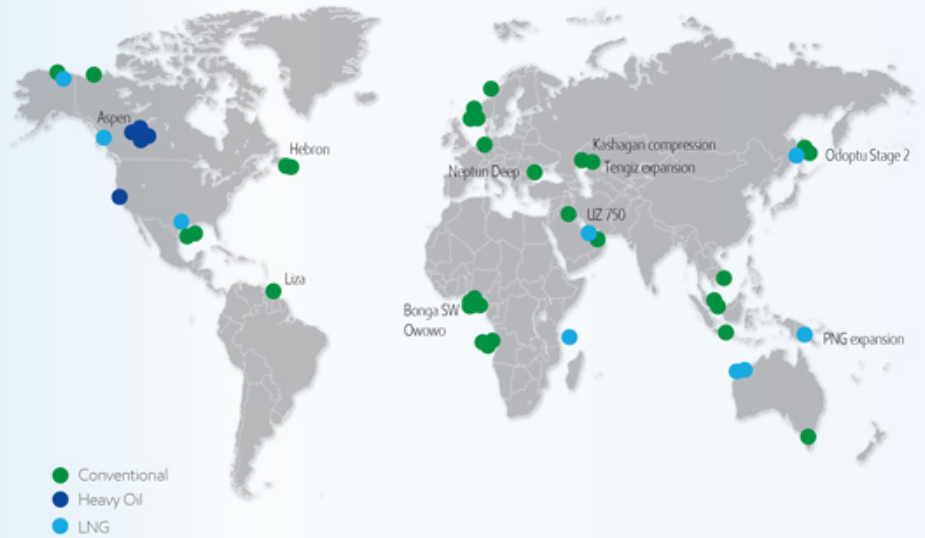 Aspen
Hebron
Liza
Neptun Deep
Kashagan compression
Tengiz expansion
UZ 750
Odoptu Stage 2
Bonga SW
Owowo
PNG expansion
Conventional
Heavy Oil
LNG